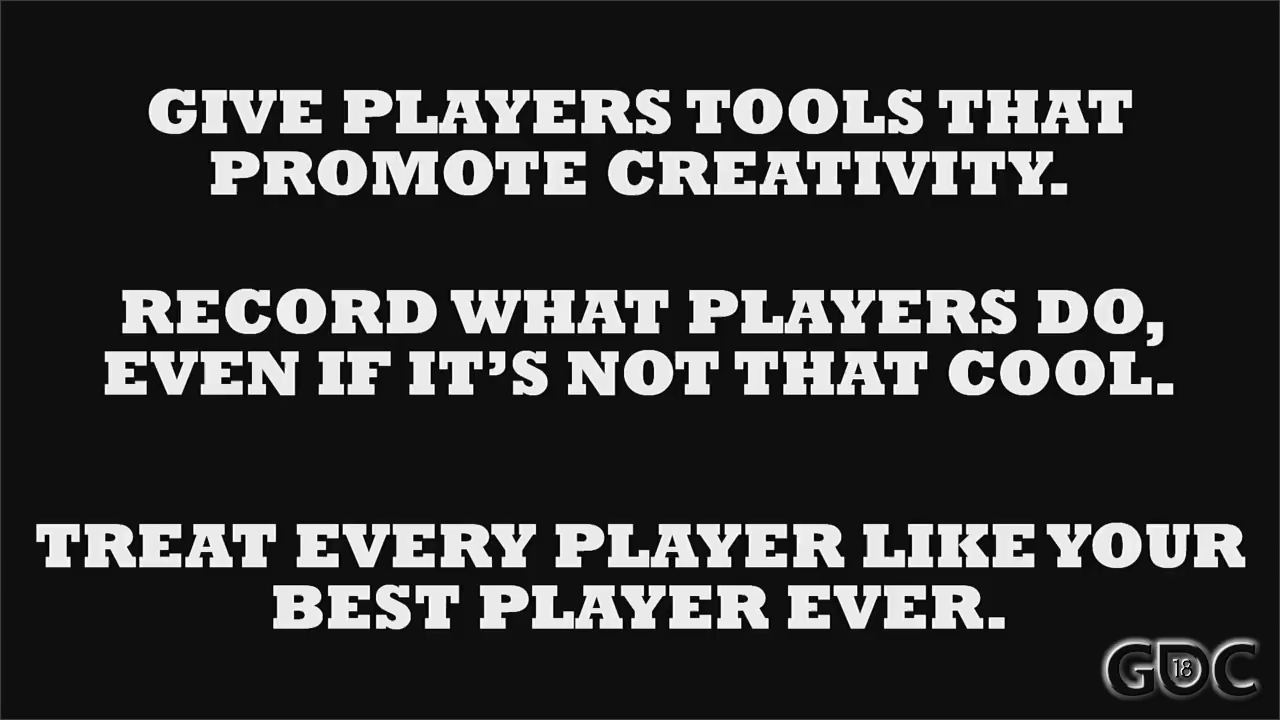 GIVE PLAYERS TOOLS THAT
PROMOTE CREATIVITY.
RECORD WHAT PLAYERS DO,
EVEN IF IT’S NOT THAT COOL.
TREAT EVERY PLAYER LIKE YOUR
BEST PLAYER EVER.
GDC
18